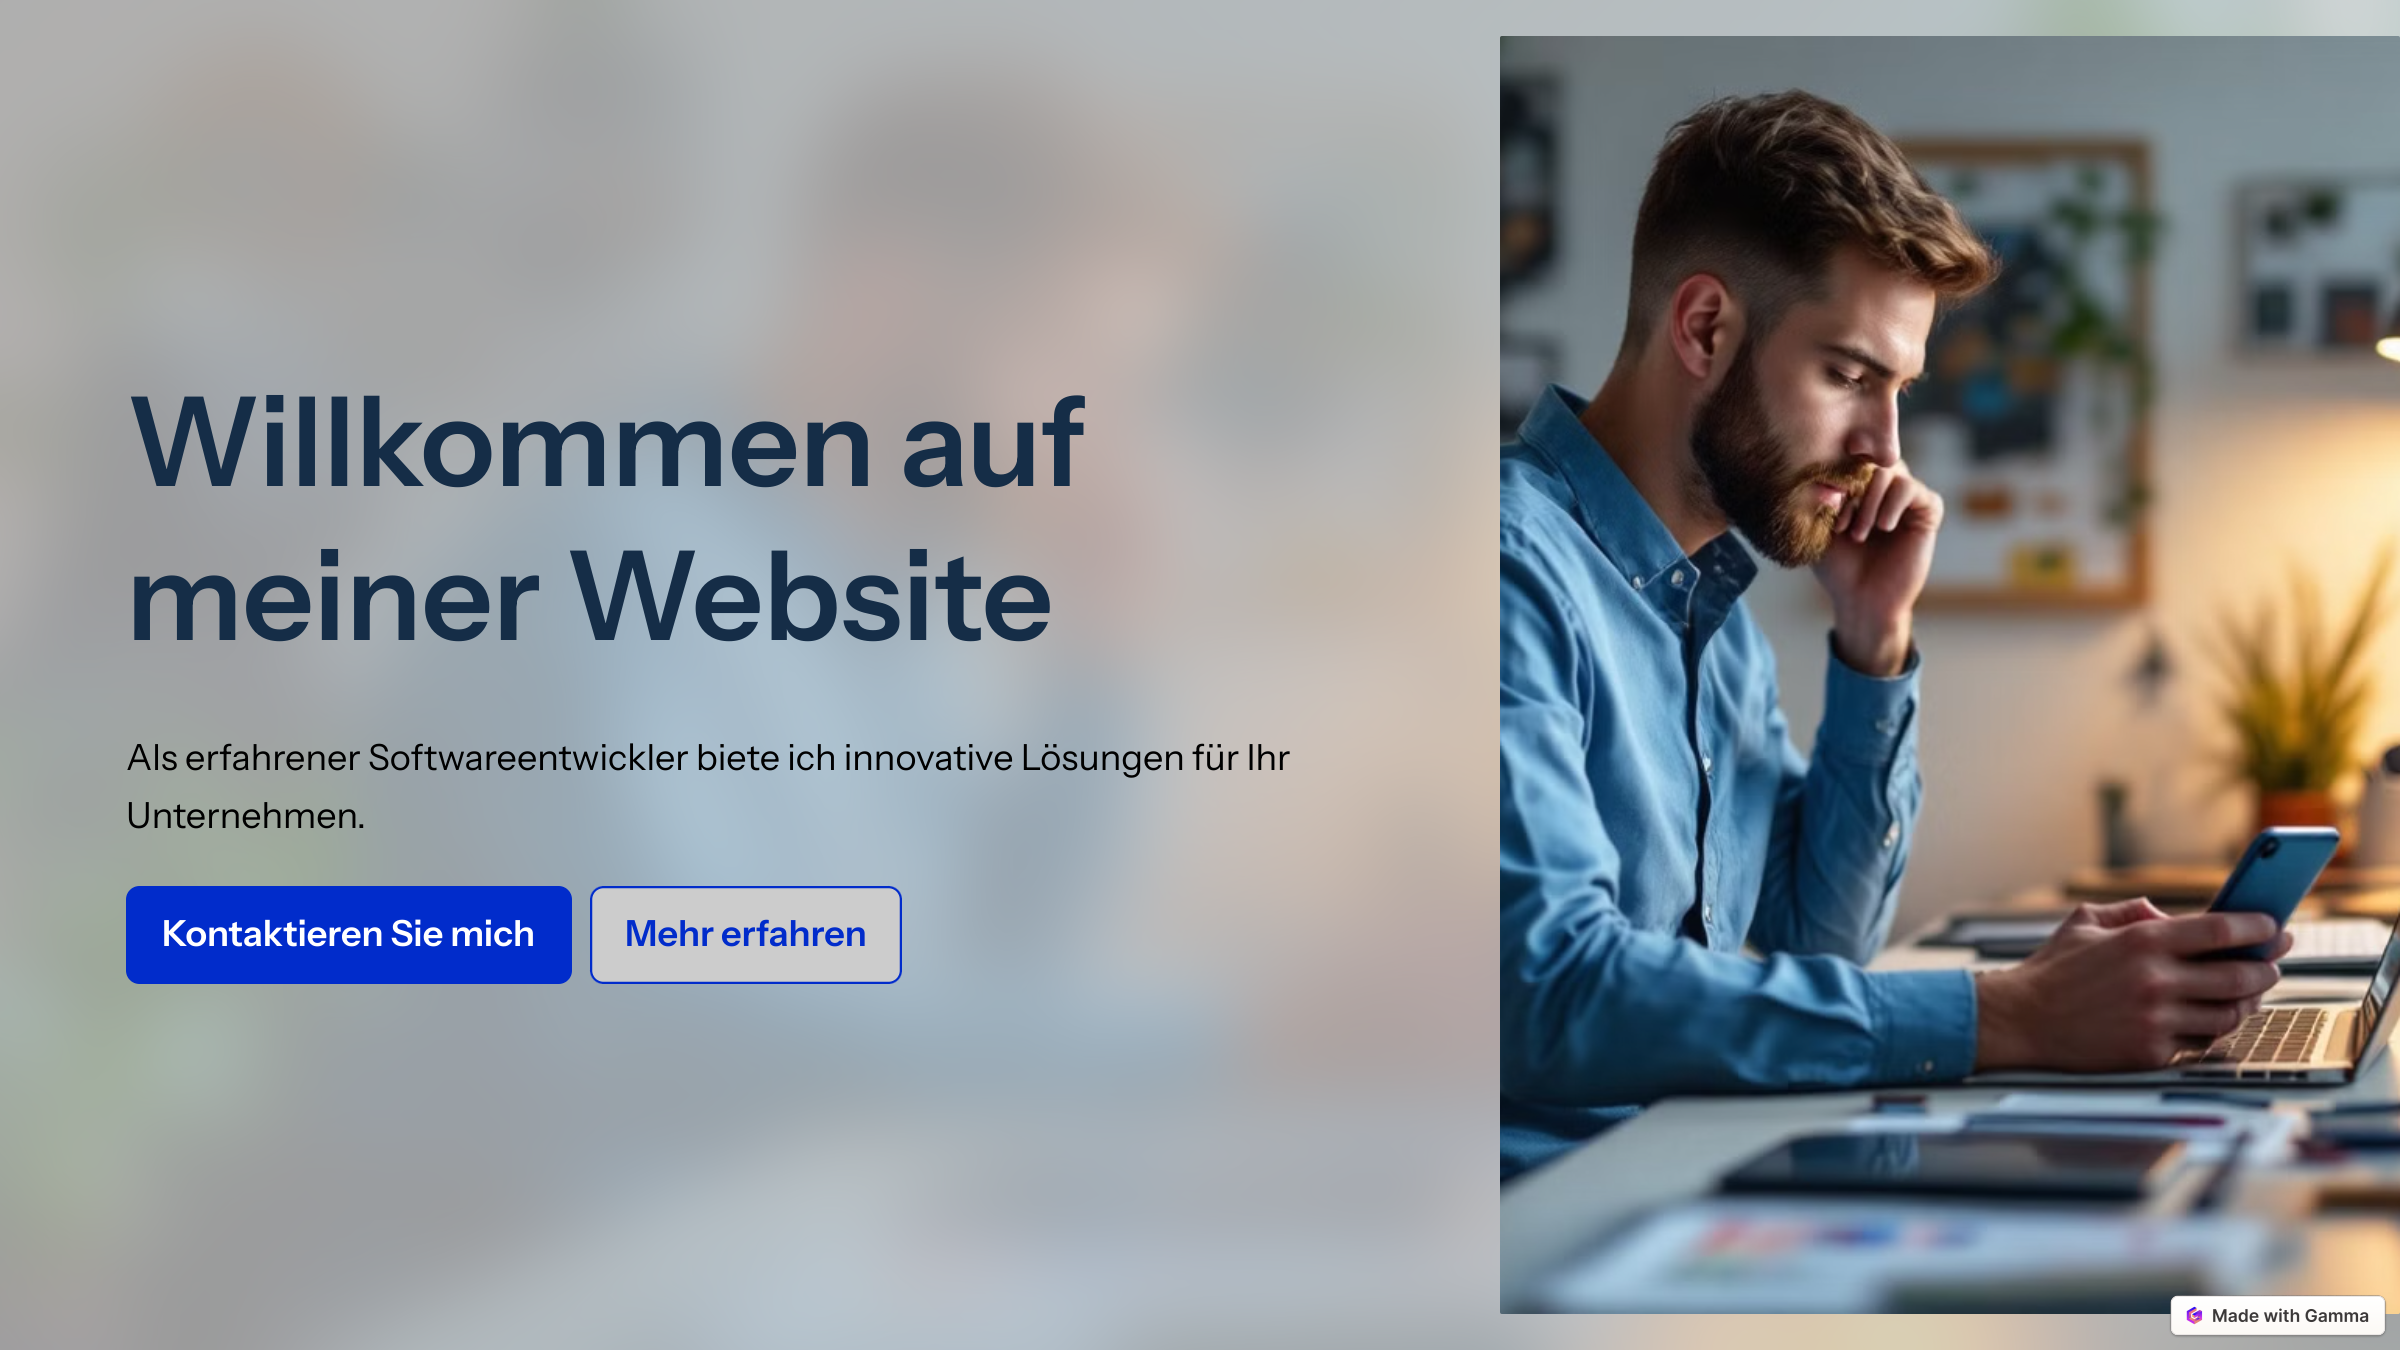 Willkommen auf
meiner Website
Als erfahrener Softwareentwickler biete ich innovative Lösungen für Ihr
Unternehmen.
Kontaktieren Sie mich
Mehr erfahren
Made with Gamma